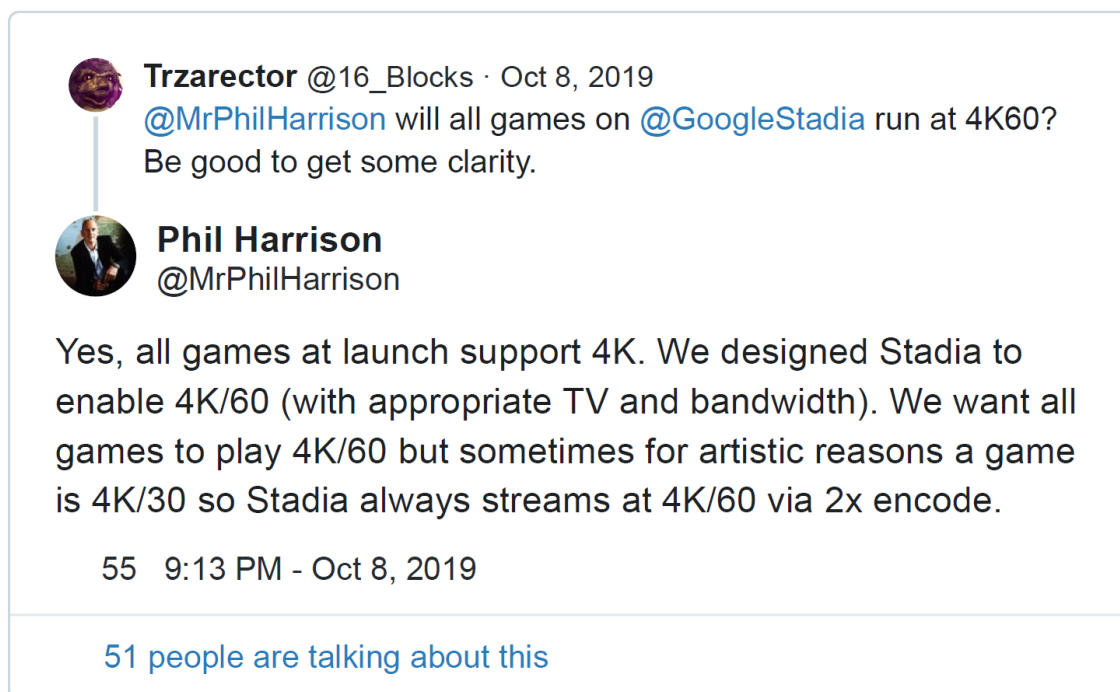 Trzarector @16_Blocks · Oct 8, 2019
@MrPhilHarrison will all games on @GoogleStadia run at 4K60?
Be good to get some clarity.
Phil Harrison
@MrPhilHarrison
Yes, all games at launch support 4K. We designed Stadia to
enable 4K/60 (with appropriate TV and bandwidth). We want all
games to play 4K/60 but sometimes for artistic reasons a game
is 4K/30 so Stadia always streams at 4K/60 via 2x encode.
55 9:13 PM - Oct 8, 2019
51 people are talking about this